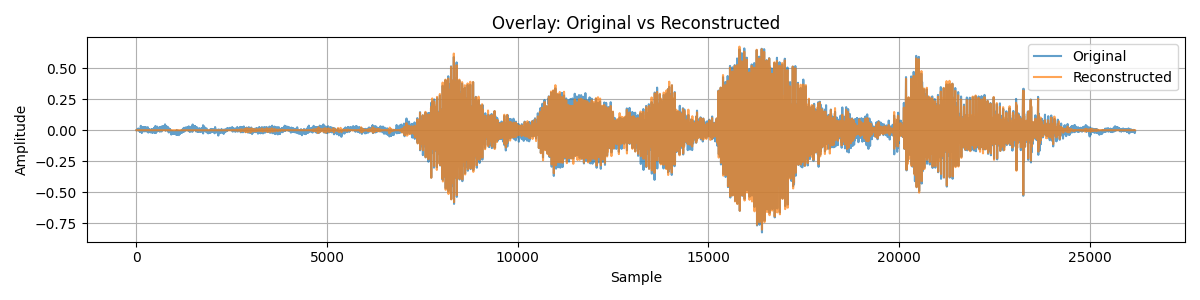 Overlay: Original vs Reconstructed
Original
Reconstructed
Amplitude
0.50
0.25
0.00
−0.25
−0.50
−0.75
0
5000
10000
15000
20000
25000
Sample